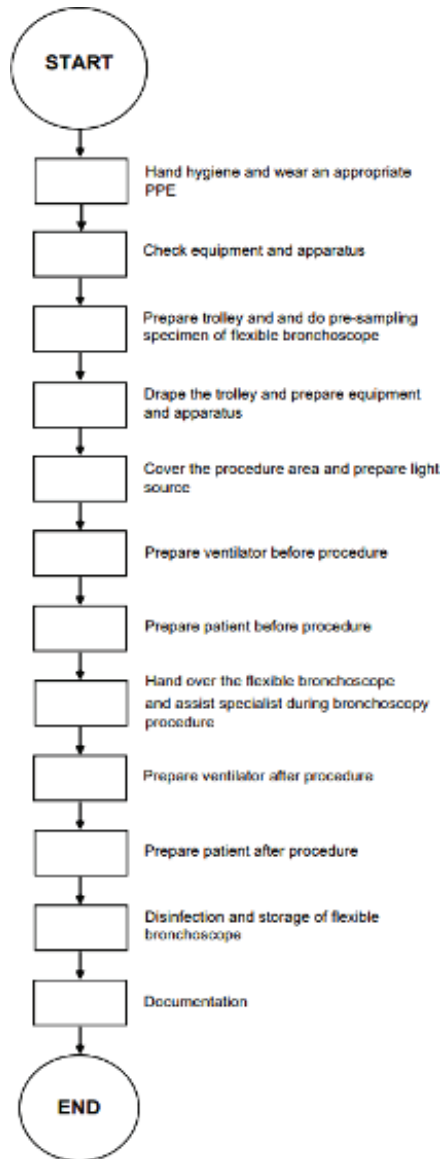 START
Hand hygiene and wear an appropriate
PPE
Check equipment and apparatus
Prepare trolley and and do pre-sampling
specimen of flexible bronchoscope
Drape the trolley and prepare equipment
and apparatus
Cover the procedure area and prepare light
source
Prepare ventilator before procedure
Prepare patient before procedure
Hand over the flexible bronchoscope
and assist specialist during bronchoscopy
procedure
Prepare ventilator after procedure
Prepare patient after procedure
Disinfection and storage of flexible
bronchoscope
Documentation
END